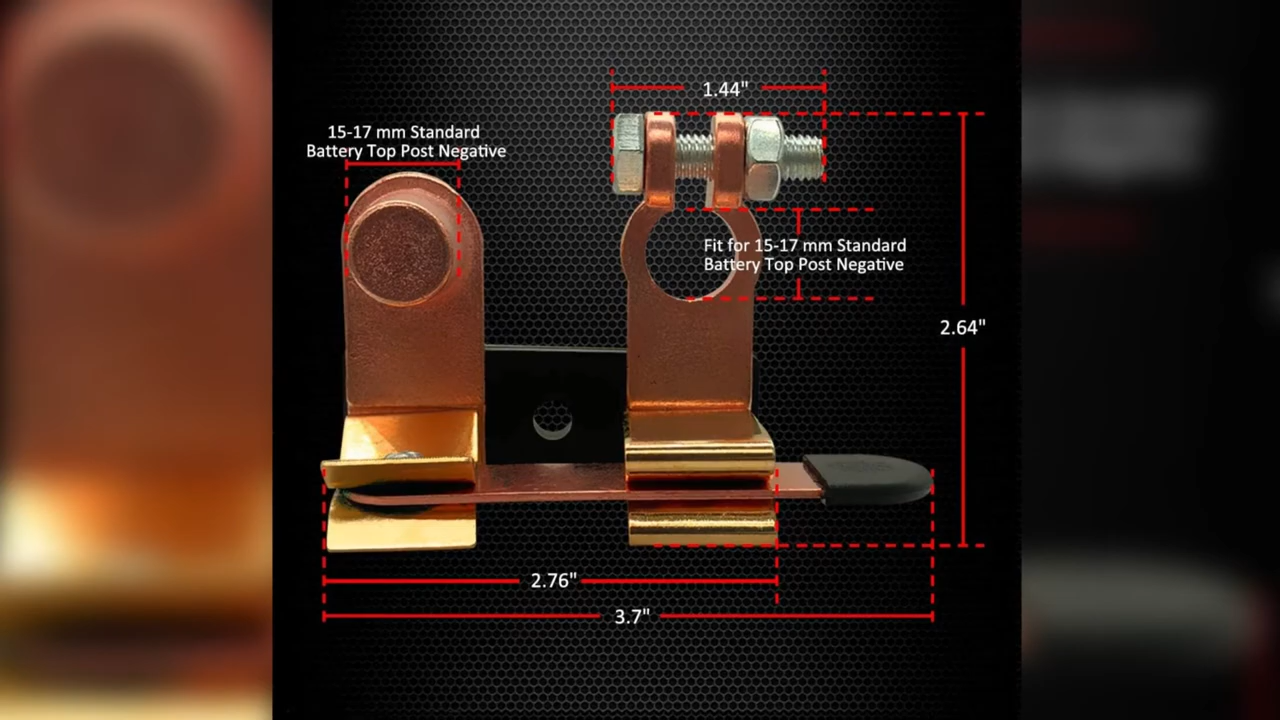 1.44"
15-17 mm Standard
Battery Top Post Negative
Fit for 15-17 mm Standard
Battery Top Post Negative
2.64"
2.76"
3.7"